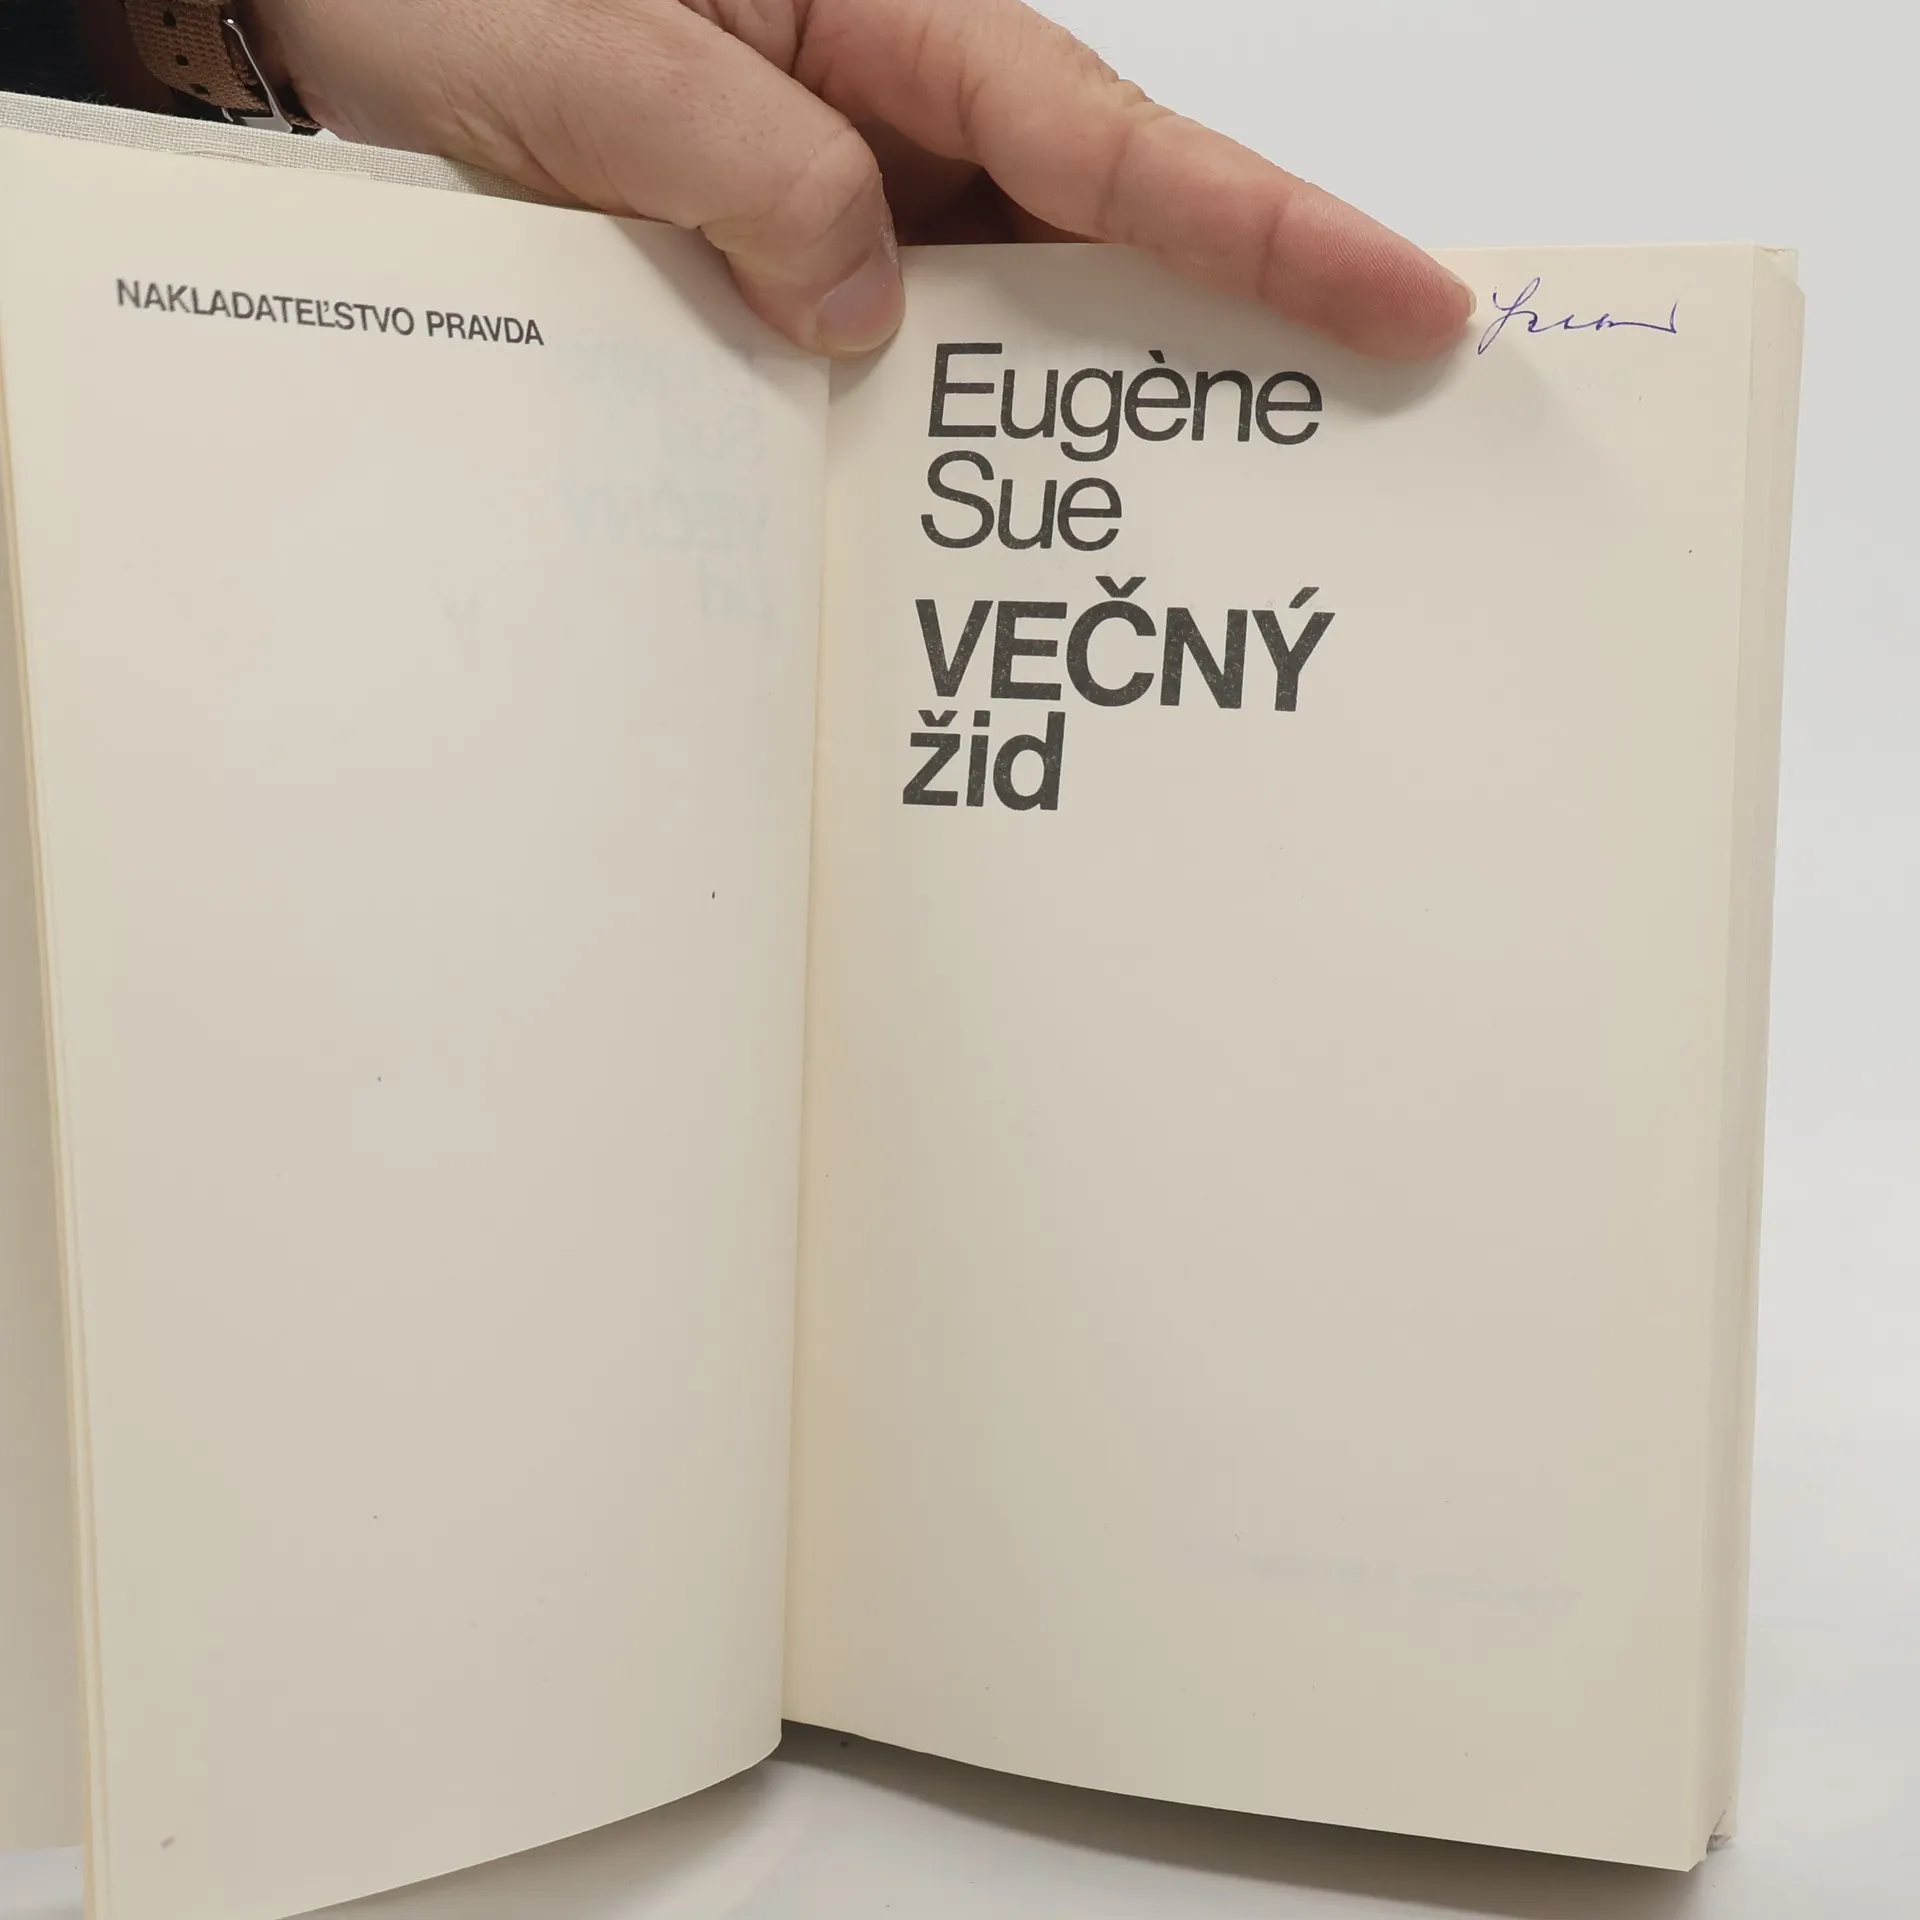 NAKLADATEĽSTVO PRAVDA
Eugène
Sue
VEČNÝ
žid